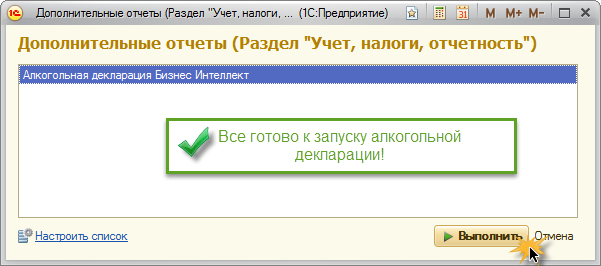 Дополнительные отчеты (Раздел "Учет, налоги, ... (1С:Предприятие)
M M+ M-
Дополнительные отчеты (Раздел "Учет, налоги, отчетность")
Алкогольная декларация Бизнес Интеллект
Все готово к запуску алкогольной
декларации!
Настроить список
Выполнить
Отмена